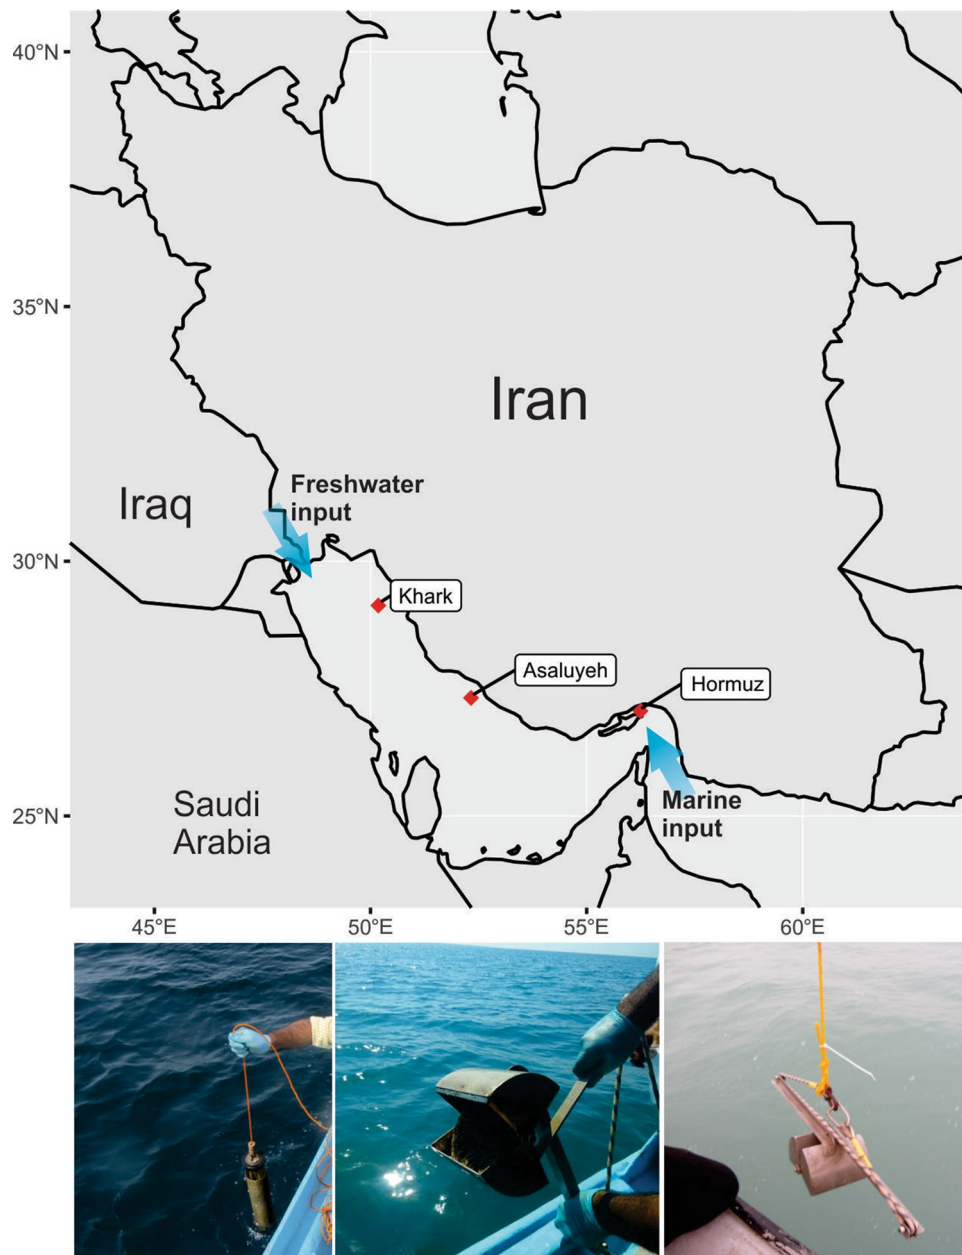 40°N
35°N
Iran
Freshwater
input
Iraq
30°N
Khark
Asaluyeh
Hormuz
Saudi
Arabia
25°N
Marine
input
45°E
50°E
55°E
60°E